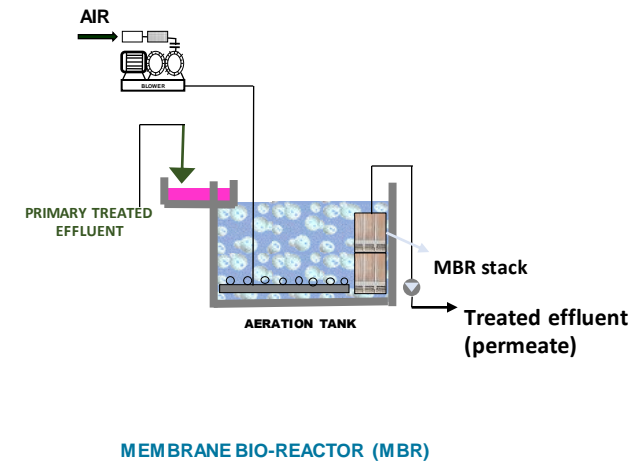 AIR
BLOWER
PRIMARY TREATED
EFFLUENT
MBR stack
Treated effluent
(permeate)
AERATION TANK
MEMBRANE BIO-REACTOR (MBR)